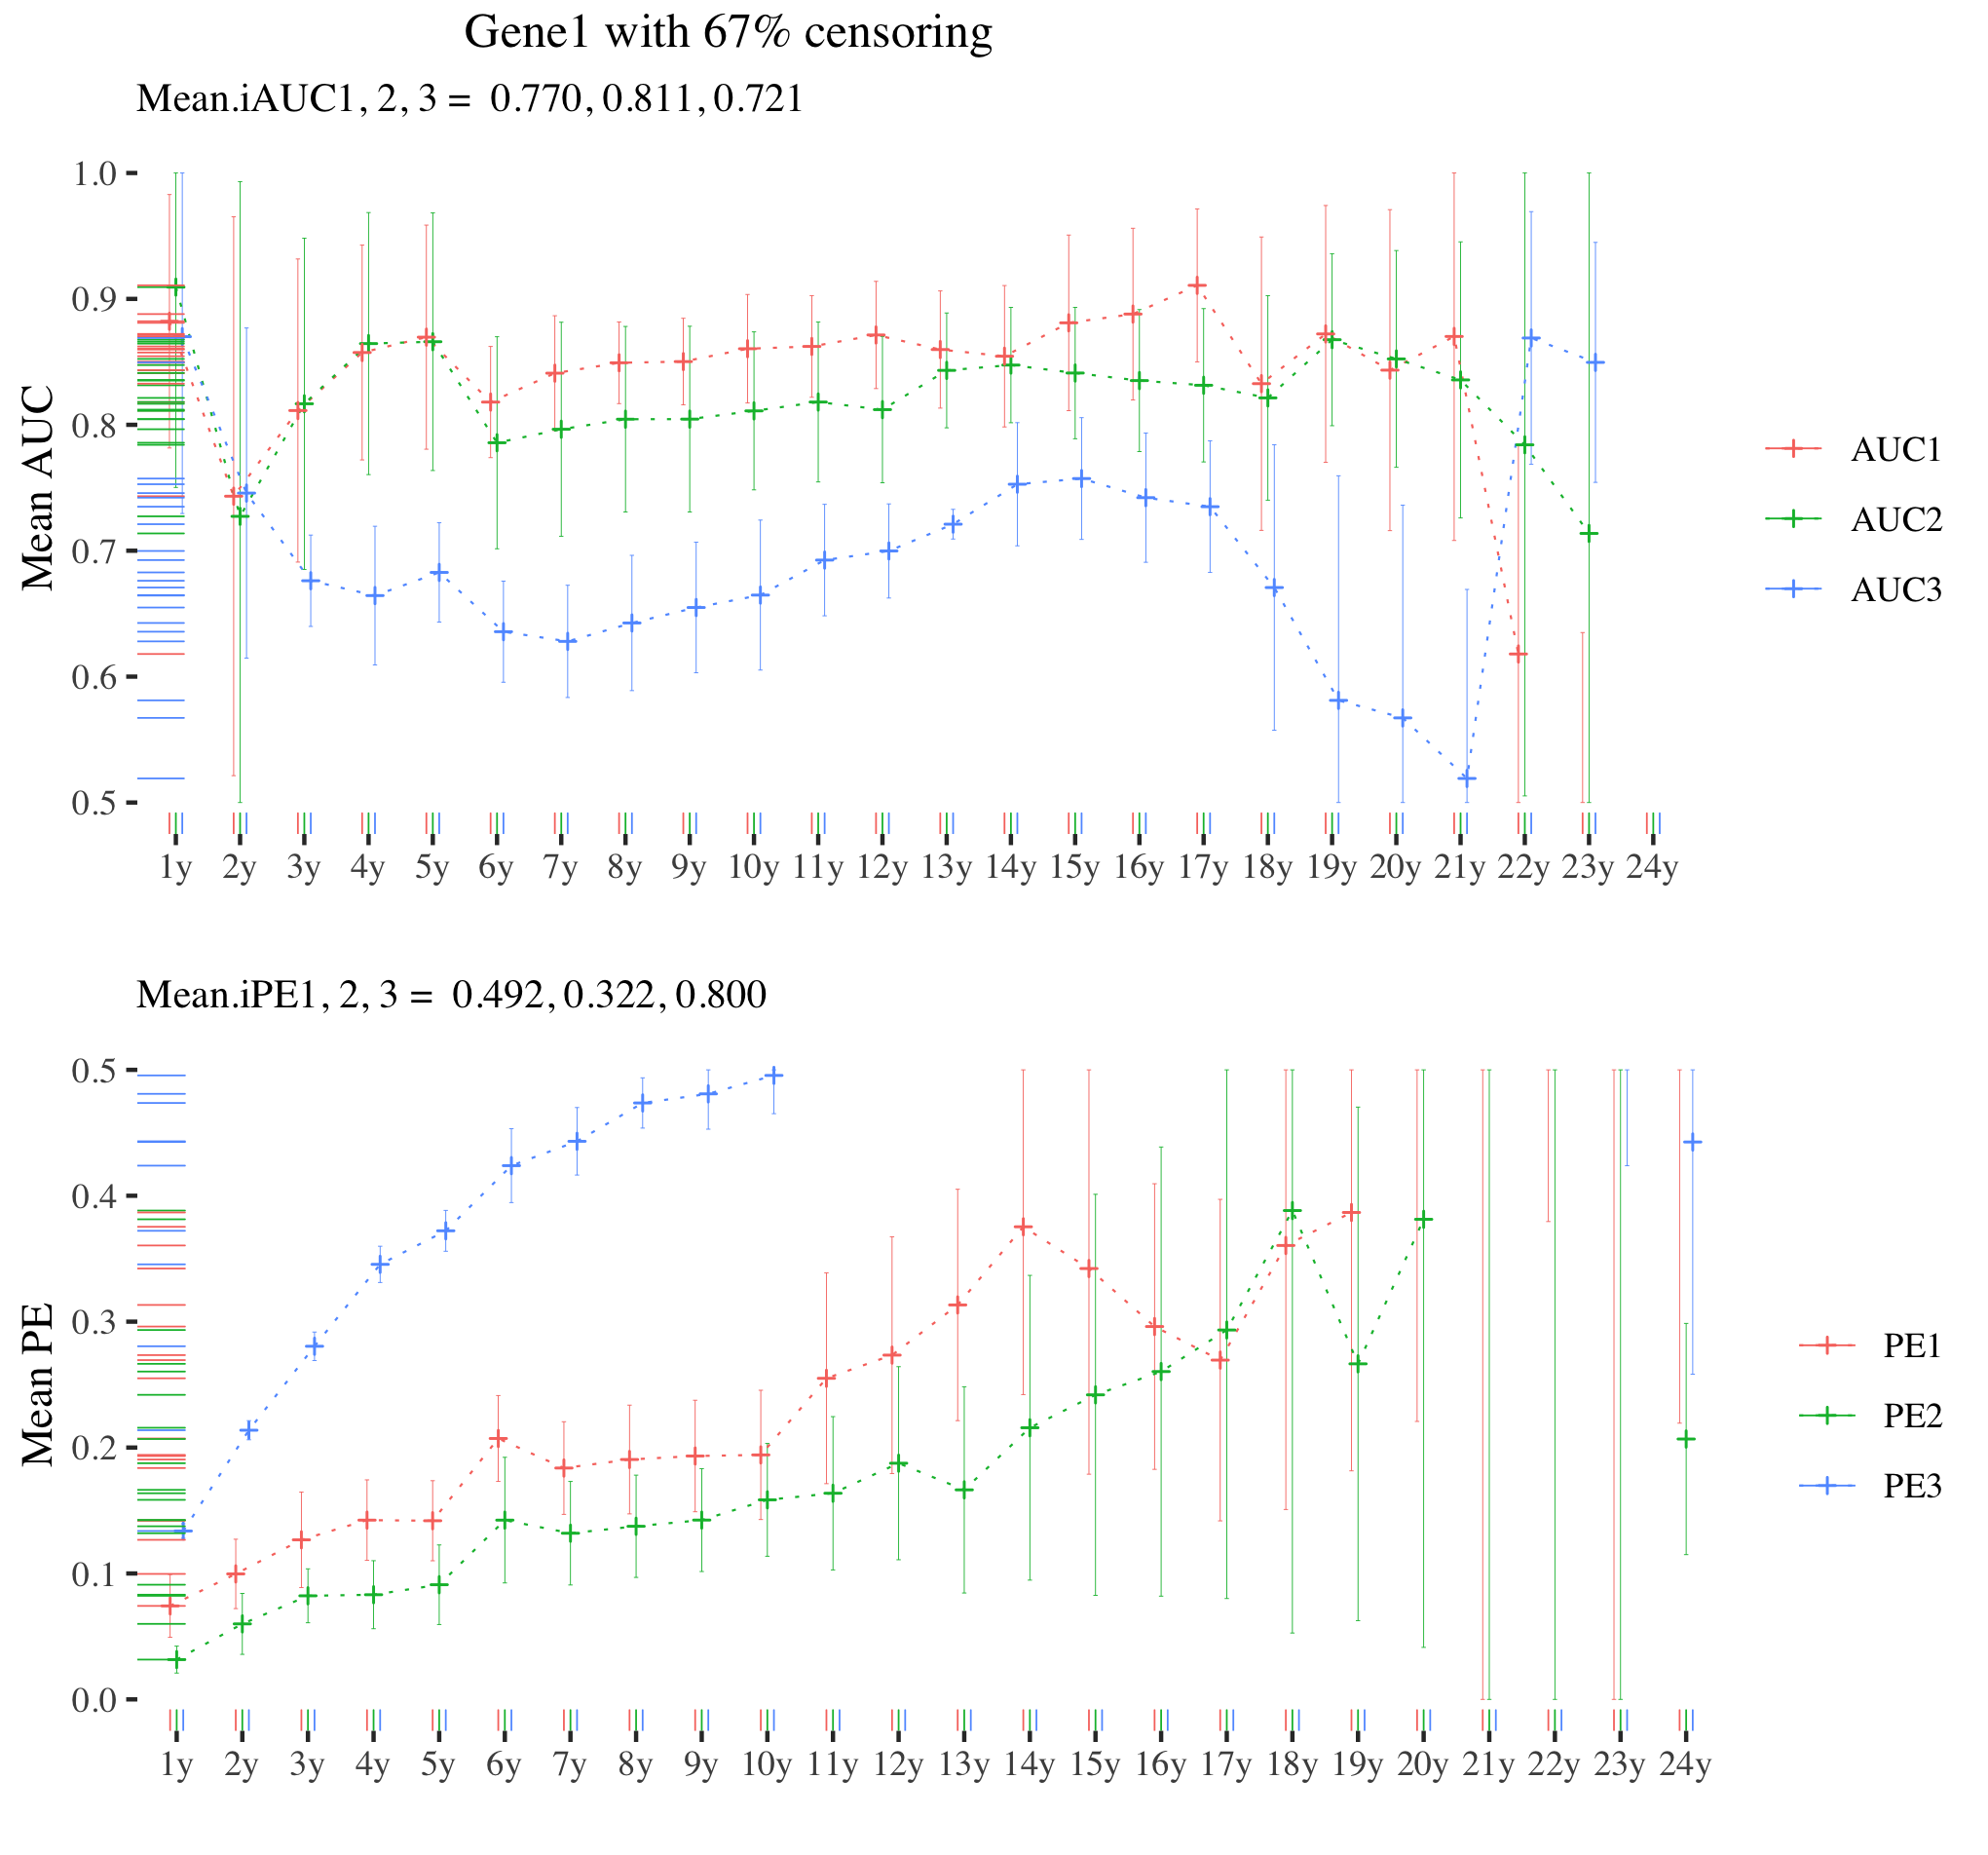 Gene1 with 67% censoring
Mean.iAUC1, 2, 3 = 0.770, 0.811, 0.721
Mean AUC
1.0
0.9
0.8
0.7
0.6
0.5
1y 2y 3y 4y 5y 6y 7y 8y 9y 10y 11y 12y 13y 14y 15y 16y 17y 18y 19y 20y 21y 22y 23y 24y
AUC1
AUC2
AUC3
Mean.iPE1, 2, 3 = 0.492, 0.322, 0.800
Mean PE
0.5
0.4
0.3
0.2
0.1
0.0
1y 2y 3y 4y 5y 6y 7y 8y 9y 10y 11y 12y 13y 14y 15y 16y 17y 18y 19y 20y 21y 22y 23y 24y
PE1
PE2
PE3